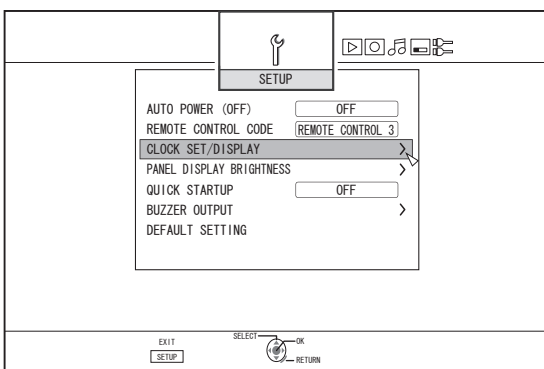 SETUP
AUTO POWER (OFF) OFF
REMOTE CONTROL CODE REMOTE CONTROL 3
CLOCK SET/DISPLAY
PANEL DISPLAY BRIGHTNESS
QUICK STARTUP OFF
BUZZER OUTPUT
DEFAULT SETTING
EXIT
SETUP
SELECT
OK
RETURN